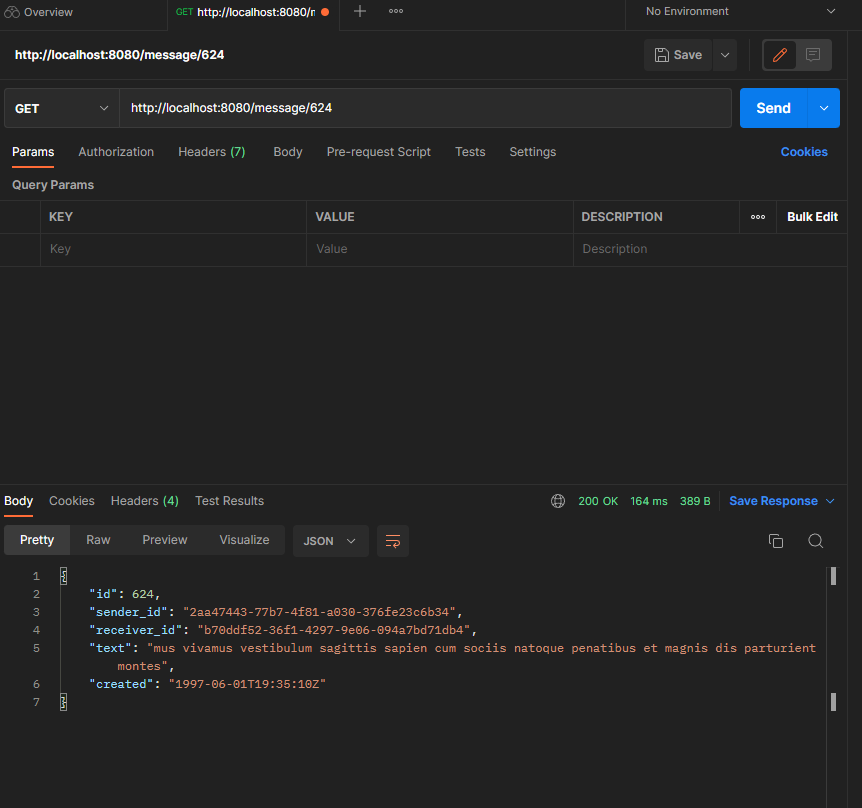 Overview
GET http://localhost:8080/r
No Environment
http://localhost:8080/message/624
Save
GET http://localhost:8080/message/624 Send
Params Authorization Headers (7) Body Pre-request Script Tests Settings Cookies
Query Params
KEY VALUE DESCRIPTION Bulk Edit
Key Value Description
Body Cookies Headers (4) Test Results 200 OK 164 ms 389 B Save Response
Pretty Raw Preview Visualize JSON
1 {
2 "id": 624,
3 "sender_id": "2aa47443-77b7-4f81-a030-376fe23c6b34",
4 "receiver_id": "b70ddf52-36f1-4297-9e06-094a7bd71db4",
5 "text": "mus vivamus vestibulum sagittis sapien cum sociis natoque penatibus et magnis dis parturient
montes",
6 "created": "1997-06-01T19:35:10Z"
7 }